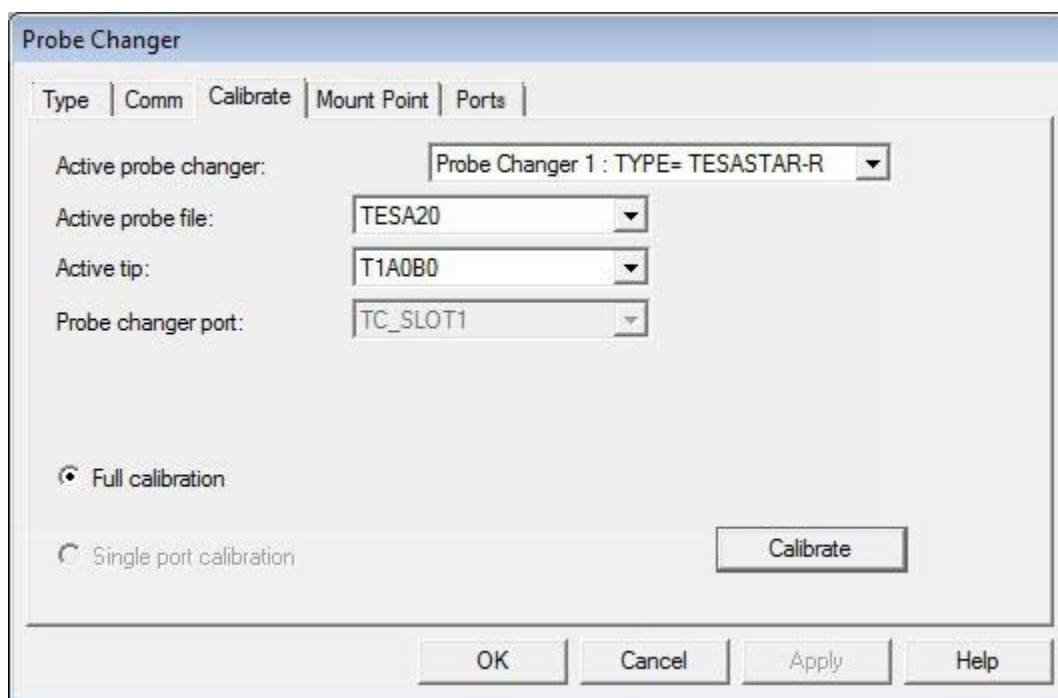 Probe Changer
Type Comm Calibrate Mount Point Ports
Active probe changer: Probe Changer 1 : TYPE= TESASTAR-R
Active probe file: TESA20
Active tip: T1A0B0
Probe changer port: TC_SLOT1
Full calibration
Single port calibration
Calibrate
OK Cancel Apply Help